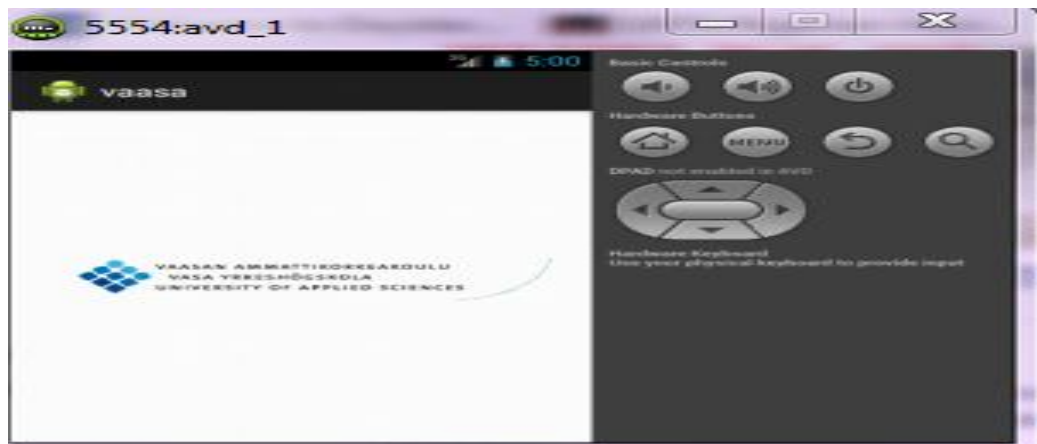 5554:avd_1
3G 5:00
vaasa
VAASAN AMMATTIKORKEAKOULU
VASA YRKESHÖGSKOLA
UNIVERSITY OF APPLIED SCIENCES
Basic Controls
Hardware Buttons
MENU
DPAD not enabled in AVD
Hardware Keyboard
Use your physical keyboard to provide input